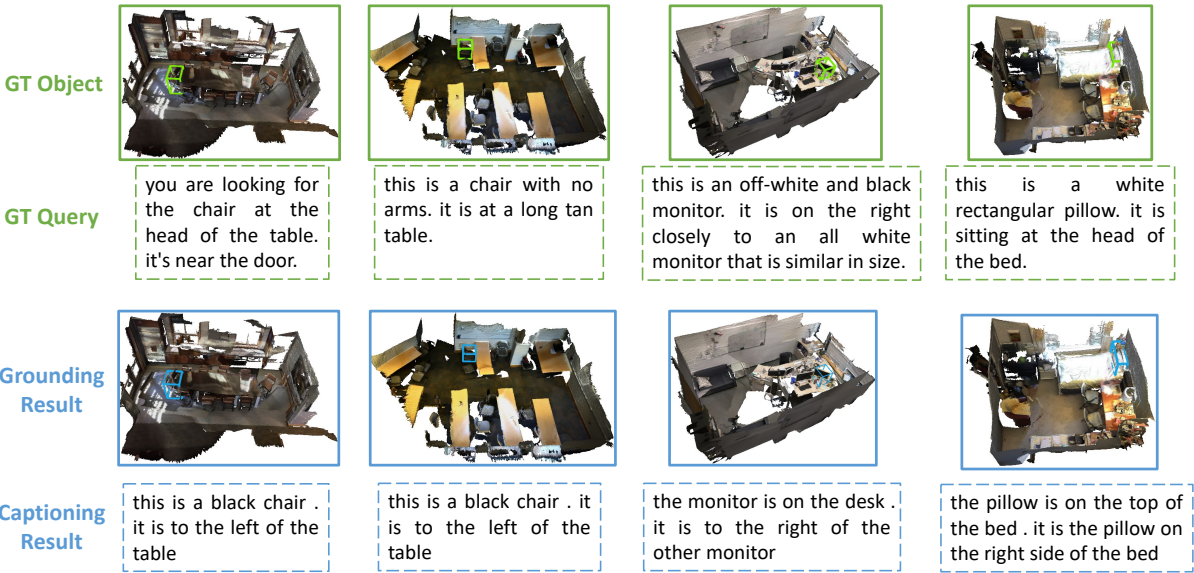 GT Object
GT Query
you are looking for
the chair at the
head of the table.
it's near the door.
this is a chair with no
arms. it is at a long tan
table.
this is an off-white and black
monitor. it is on the right
closely to an all white
monitor that is similar in size.
this is a white
rectangular pillow. it is
sitting at the head of
the bed.
Grounding
Result
Captioning
Result
this is a black chair .
it is to the left of the
table
this is a black chair . it
is to the left of the
table
the monitor is on the desk .
it is to the right of the
other monitor
the pillow is on the top of
the bed . it is the pillow on
the right side of the bed